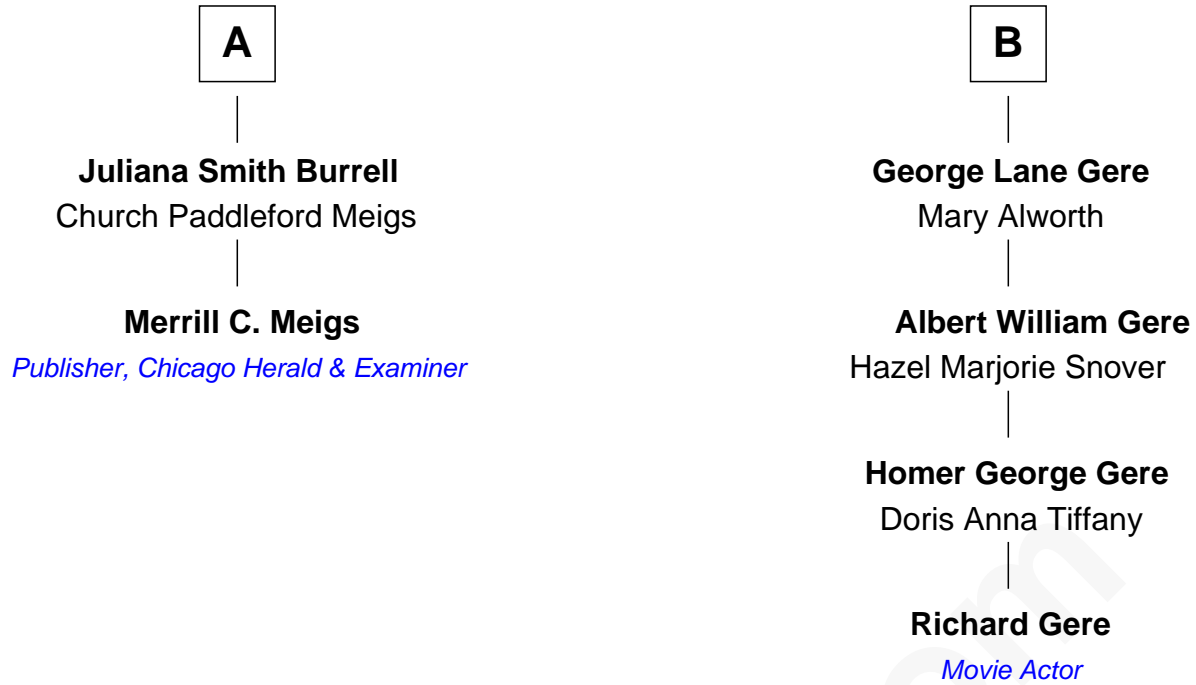 A
Juliana Smith Burrell
Church Paddleford Meigs
Merrill C. Meigs
Publisher, Chicago Herald & Examiner
B
George Lane Gere
Mary Alworth
Albert William Gere
Hazel Marjorie Snover
Homer George Gere
Doris Anna Tiffany
Richard Gere
Movie Actor